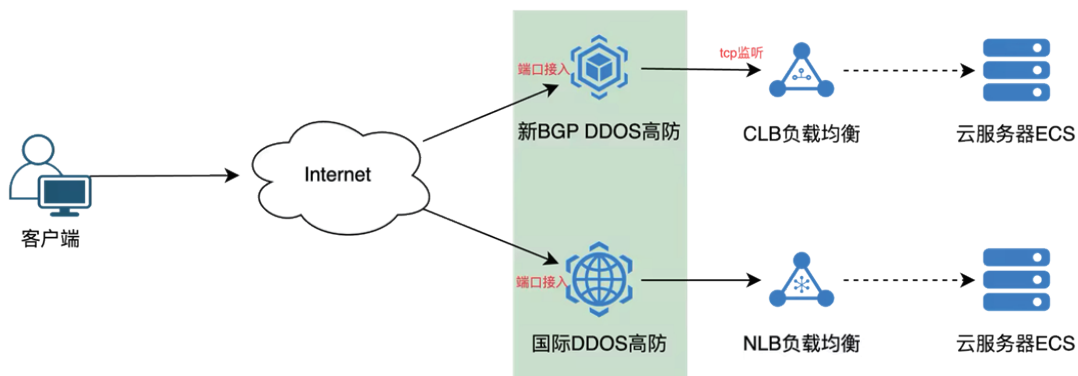 端口接入
tcp监听
新BGP DDOS高防
CLB负载均衡
云服务器ECS
Internet
客户端
端口接入
国际DDOS高防
NLB负载均衡
云服务器ECS